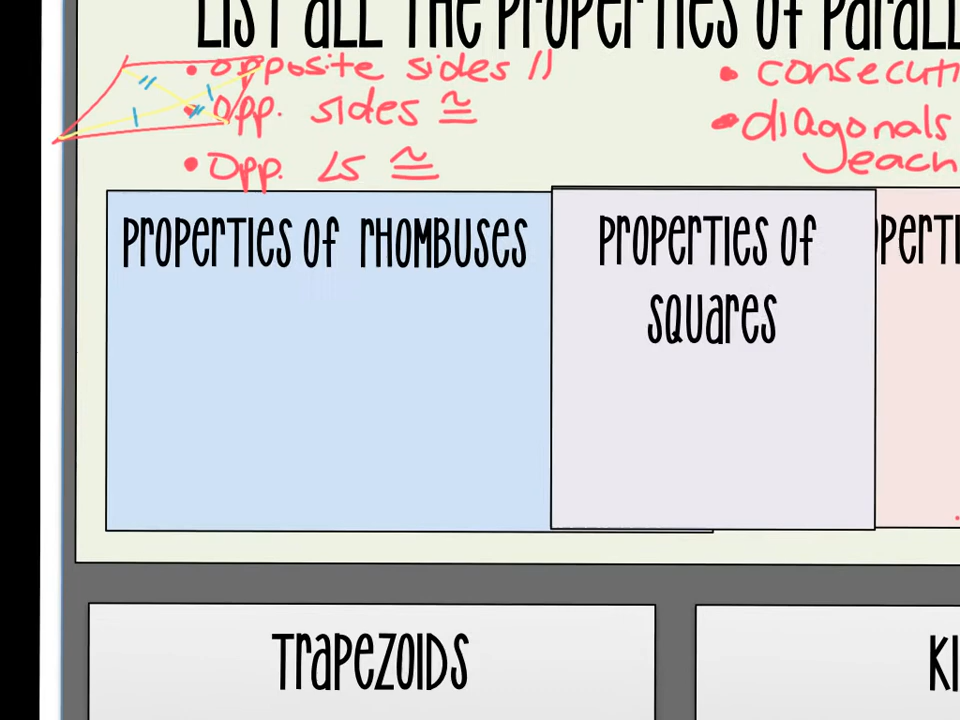 List all the Properties of Parall
• opposite sides //
• Opp. sides ≅
• Opp. ∠s ≅
• consecuti
• diagonals
each
Properties of rhombuses
Properties of
squares
perti
Trapezoids
Ki